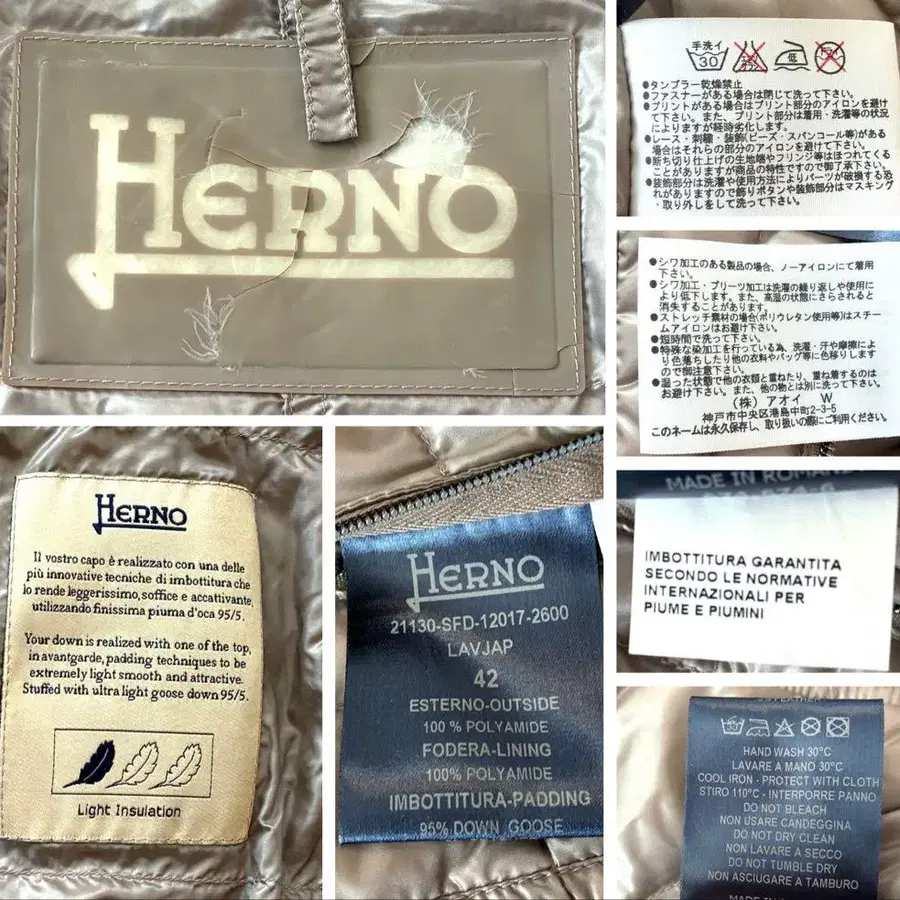 HERNO
手洗イ
30
低
●タンブラー乾燥禁止
●ファスナーがある場合は閉じて洗って下さい。
●プリントがある場合はプリント部分のアイロンを避け
て下さい。また、プリント部分は着用・洗濯等の状況
によりますが経時劣化します。
●レース・刺繍・装飾(ビーズ・スパンコール等)がある
場合はそれらの部分のアイロンを避けて下さい。
●断ち切り仕上げの生地端やフリンジ等はほつれてくる
ことがありますが商品の特性ですので御了承下さい。
●装飾部分は洗濯や使用方法によりパーツが破損する恐
れがありますので飾りボタンや装飾部分はマスキング
・取り外しをして洗って下さい。
●シワ加工のある製品の場合、ノーアイロンにて着用
下さい。
●シワ加工・プリーツ加工は洗濯の繰り返しや使用に
より低下します。また、高温の状態にさらされると
消失することがあります。
●ストレッチ素材の場合(ポリウレタン使用等)はスチー
ムアイロンはお避け下さい。
●短時間で洗って下さい。
●特殊な染加工を行っている為、洗濯・汗や摩擦によ
り色落ちしたり他の衣料やバッグ等に色移りします
ので御注意下さい。
●湿った状態で他の衣類と重ねたり、重ね着するのは
お避け下さい。また、他の物とは別に洗って下さい。
(株) アオイ W
神戸市中央区港島中町2-3-5
このネームは永久保存し、取り扱いの際にご利用ください。
HERNO
Il vostro capo è realizzato con una delle
più innovative tecniche di imbottitura che
lo rende leggerissimo, soffice e accattivante,
utilizzando finissima piuma d'oca 95/5.
Your down is realized with one of the top,
in avantgarde, padding techniques to be
extremely light smooth and attractive.
Stuffed with ultra light goose down 95/5.
Light Insulation
HERNO
21130-SFD-12017-2600
LAVJAP
42
ESTERNO-OUTSIDE
100 % POLYAMIDE
FODERA-LINING
100% POLYAMIDE
IMBOTTITURA-PADDING
95% DOWN GOOSE
MADE IN ROMAN
IMBOTTITURA GARANTITA
SECONDO LE NORMATIVE
INTERNAZIONALI PER
PIUME E PIUMINI
HAND WASH 30°C
LAVARE A MANO 30°C
COOL IRON - PROTECT WITH CLOTH
STIRO 110°C - INTERPORRE PANNO
DO NOT BLEACH
NON USARE CANDEGGINA
DO NOT DRY CLEAN
NON LAVARE A SECCO
DO NOT TUMBLE DRY
NON ASCIUGARE A TAMBURO